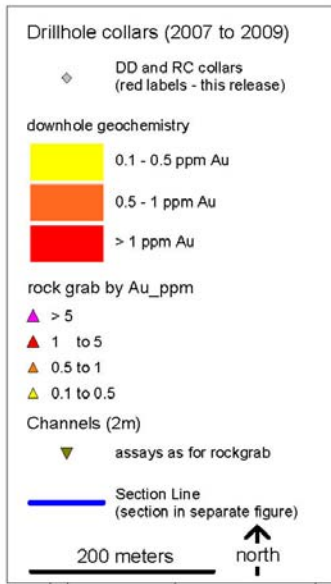 Drillhole collars (2007 to 2009)
DD and RC collars
(red labels - this release)
downhole geochemistry
0.1 - 0.5 ppm Au
0.5 - 1 ppm Au
> 1 ppm Au
rock grab by Au_ppm
> 5
1 to 5
0.5 to 1
0.1 to 0.5
Channels (2m)
assays as for rockgrab
Section Line
(section in separate figure)
200 meters north